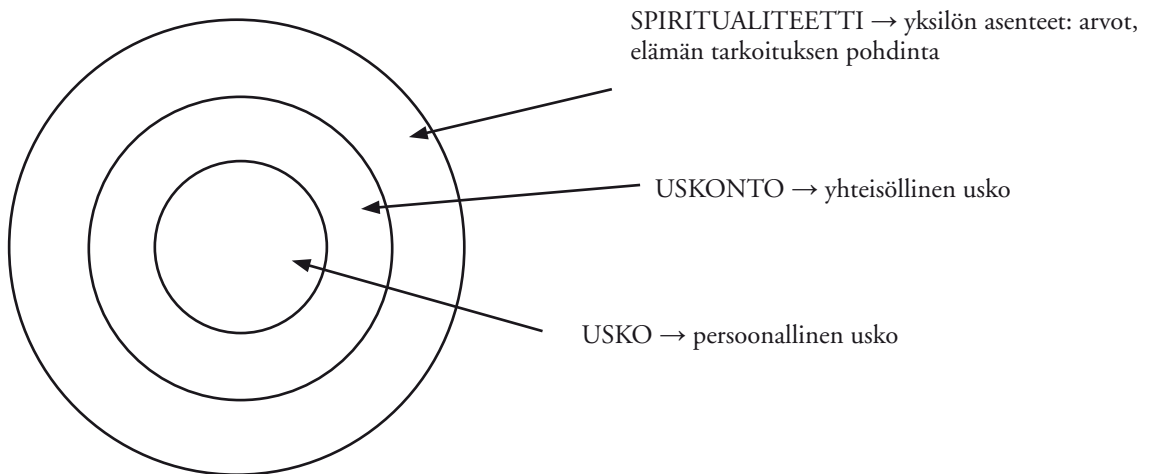 SPIRITUALITEETTI → yksilön asenteet: arvot,
elämän tarkoituksen pohdinta
USKONTO → yhteisöllinen usko
USKO → persoonallinen usko